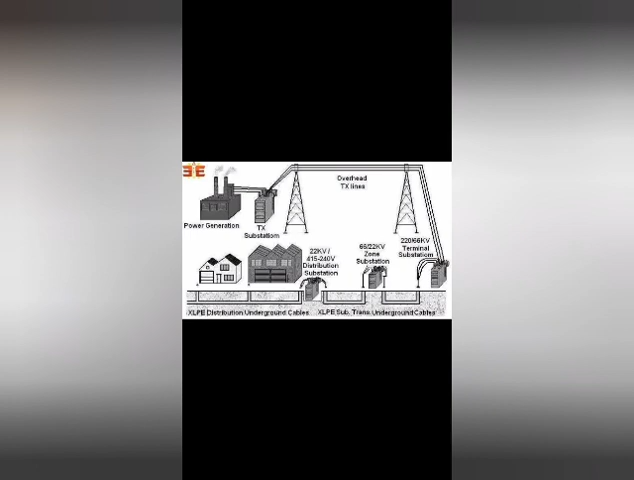 Overhead
TX lines
Power Generation
TX
Substation
220/66KV
Terminal
Substation
66/22KV
Zone
Substation
22KV /
415-240V
Distribution
Substation
XLPE Distribution Underground Cables
XLPE Sub. Trans. Underground Cables